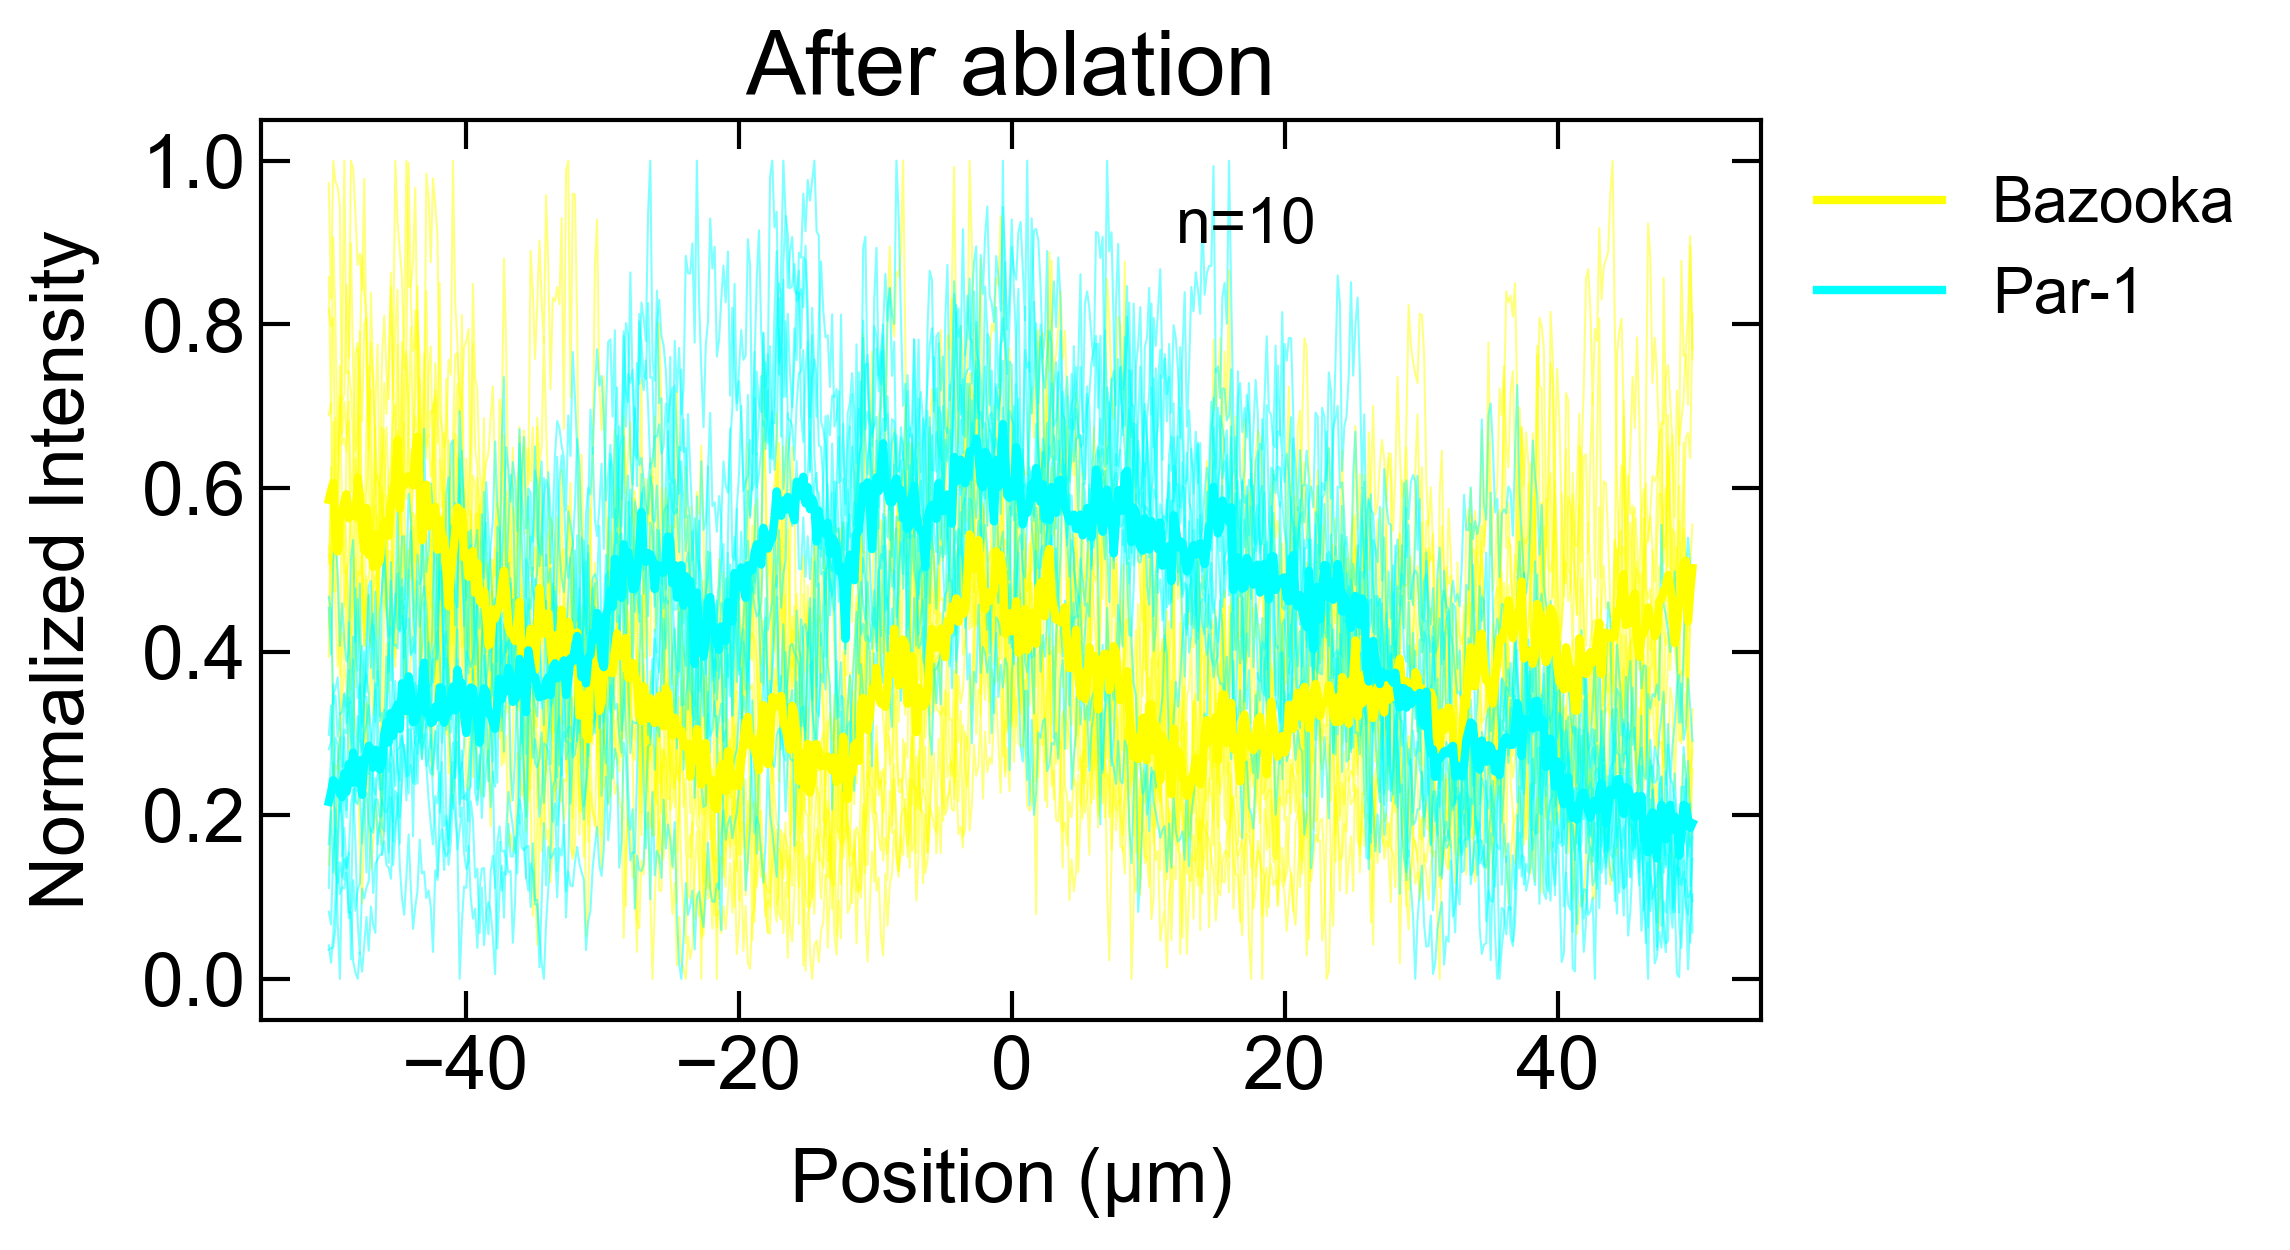 After ablation
Normalized Intensity
1.0
0.8
0.6
0.4
0.2
0.0
n=10
−40
−20
0
20
40
Position (µm)
Bazooka
Par-1